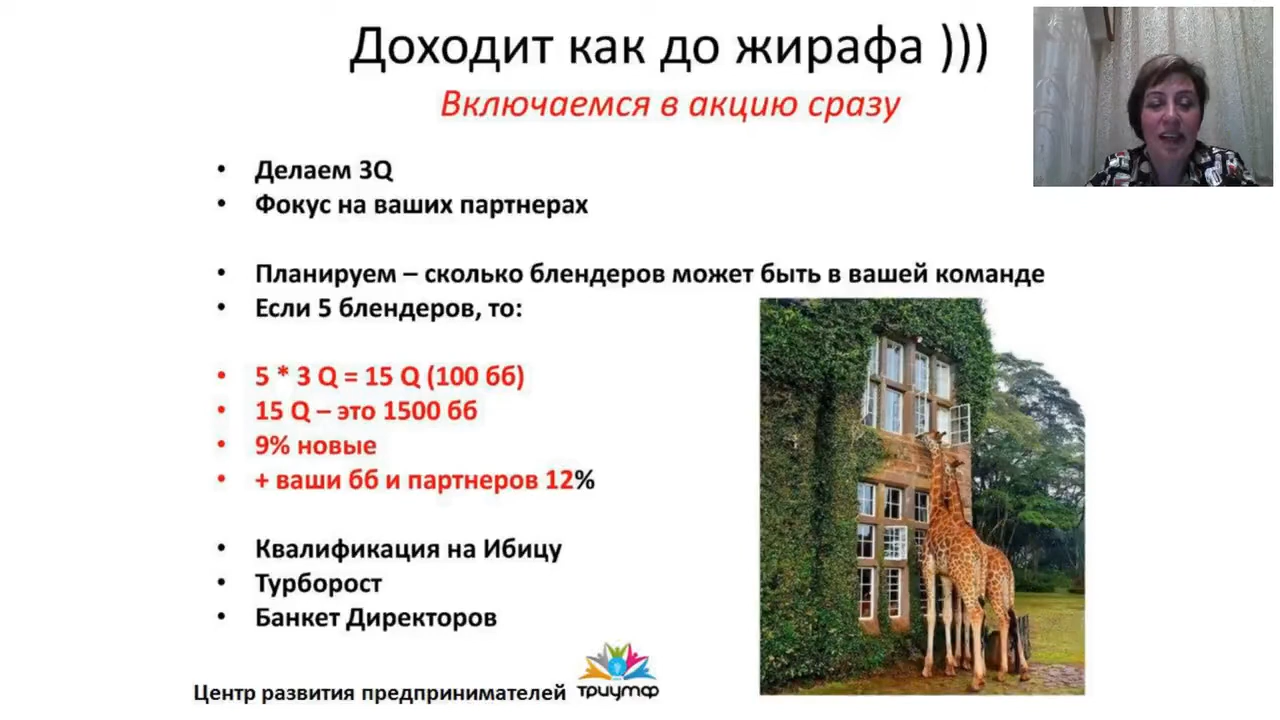 Доходит как до жирафа )))
Включаемся в акцию сразу
• Делаем 3Q
• Фокус на ваших партнерах
• Планируем – сколько блендеров может быть в вашей команде
• Если 5 блендеров, то:
• 5 * 3 Q = 15 Q (100 бб)
• 15 Q – это 1500 бб
• 9% новые
• + ваши бб и партнеров 12%
• Квалификация на Ибицу
• Турборост
• Банкет Директоров
Центр развития предпринимателей триумф